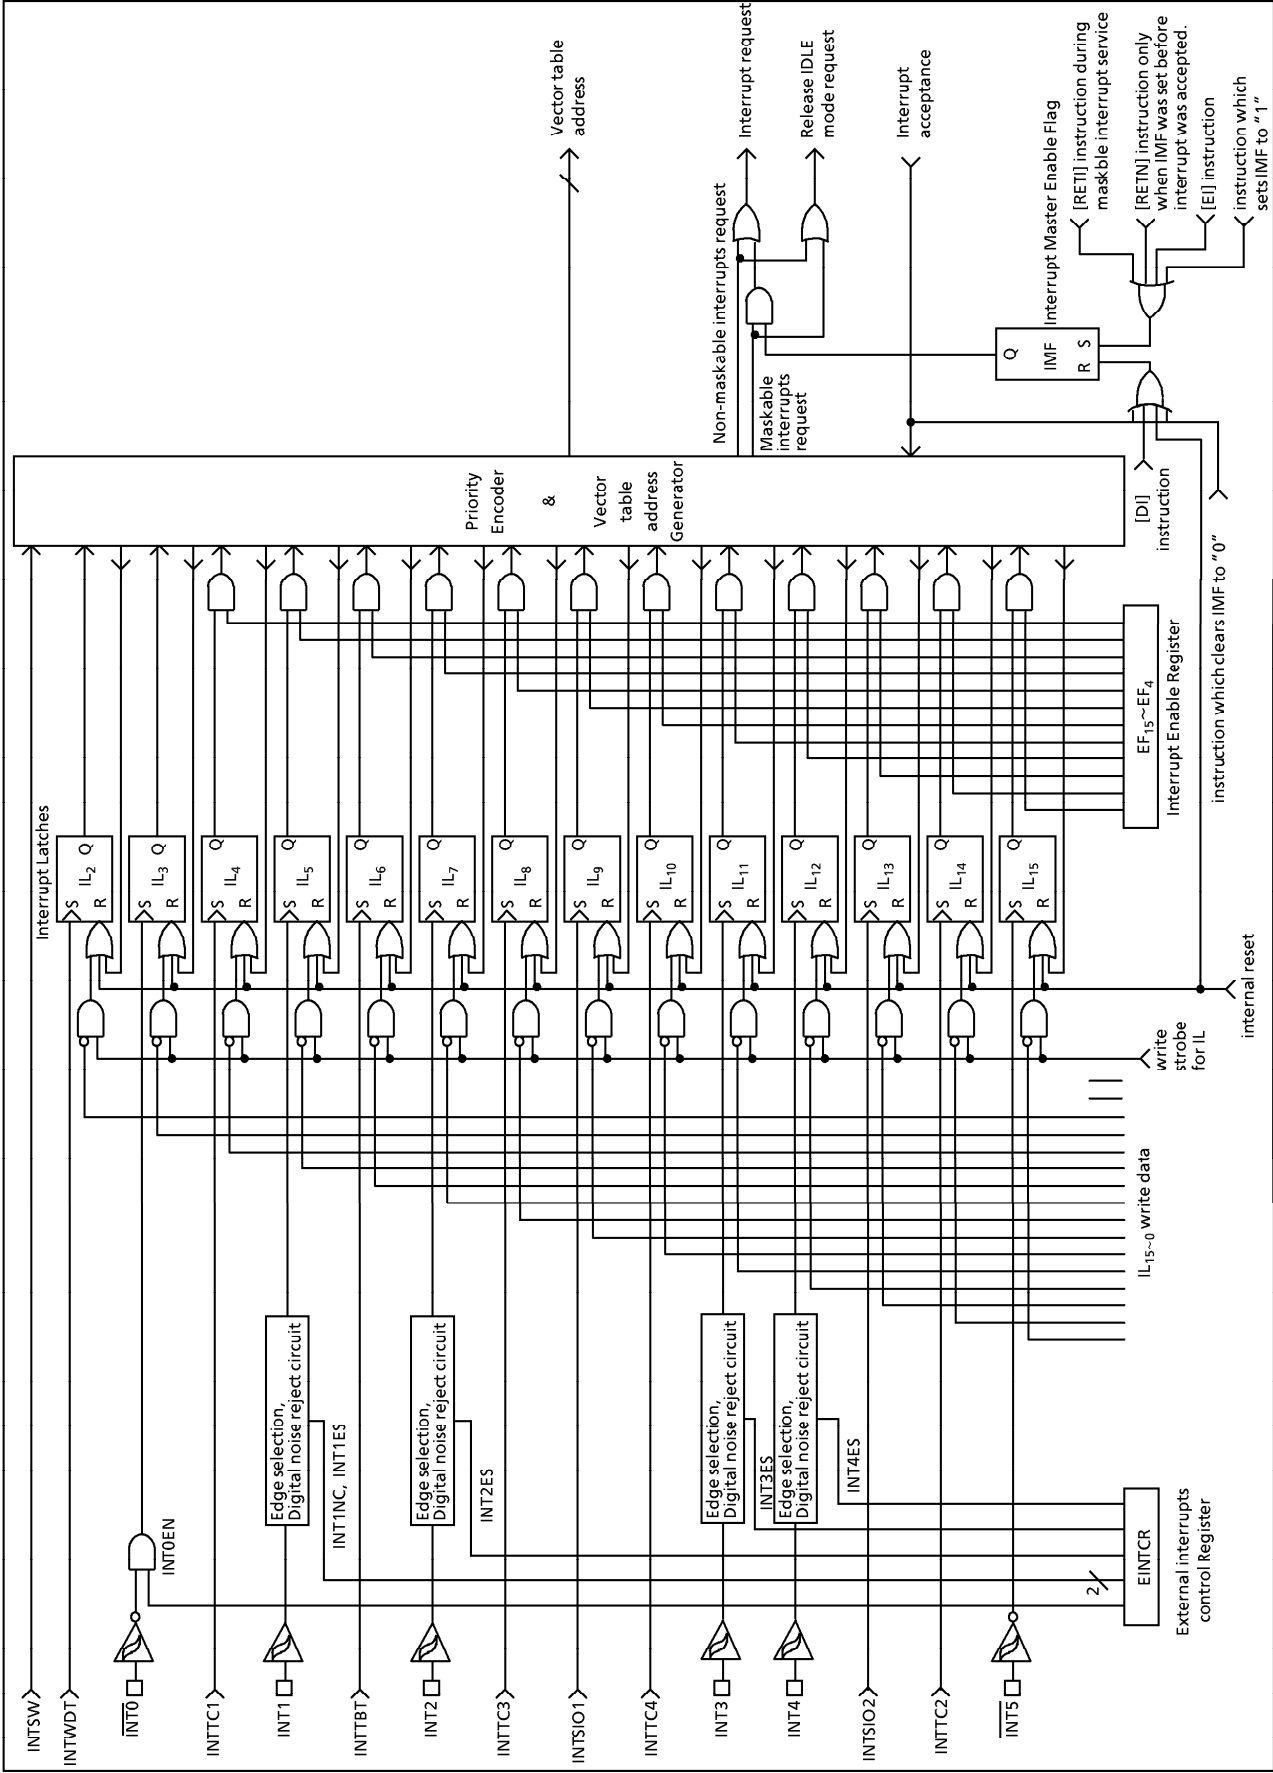 INTSW
INTWDT
INT0
INTTC1
INT1
INTTBT
INT2
INTTC3
INTSIO1
INTTC4
INT3
INT4
INTSIO2
INTTC2
INT5
INT0EN
Edge selection,
Digital noise reject circuit
INT1NC, INT1ES
Edge selection,
Digital noise reject circuit
INT2ES
Edge selection,
Digital noise reject circuit
INT3ES
Edge selection,
Digital noise reject circuit
INT4ES
2
EINTCR
External interrupts
control Register
IL15~0 write data
write
strobe
for IL
internal reset
Interrupt Latches
S IL2 Q
R
S IL3 Q
R
S IL4 Q
R
S IL5 Q
R
S IL6 Q
R
S IL7 Q
R
S IL8 Q
R
S IL9 Q
R
S IL10 Q
R
S IL11 Q
R
S IL12 Q
R
S IL13 Q
R
S IL14 Q
R
S IL15 Q
R
EF15~EF4
Interrupt Enable Register
instruction which clears IMF to "0"
Priority
Encoder
&
Vector
table
address
Generator
[DI]
instruction
Vector table
address
Non-maskable interrupts request
Maskable
interrupts
request
Interrupt request
Release IDLE
mode request
Interrupt
acceptance
Q
IMF
R S
Interrupt Master Enable Flag
[RETI] instruction during
maskble interrupt service
[RETN] instruction only
when IMF was set before
interrupt was accepted.
[EI] instruction
instruction which
sets IMF to "1"